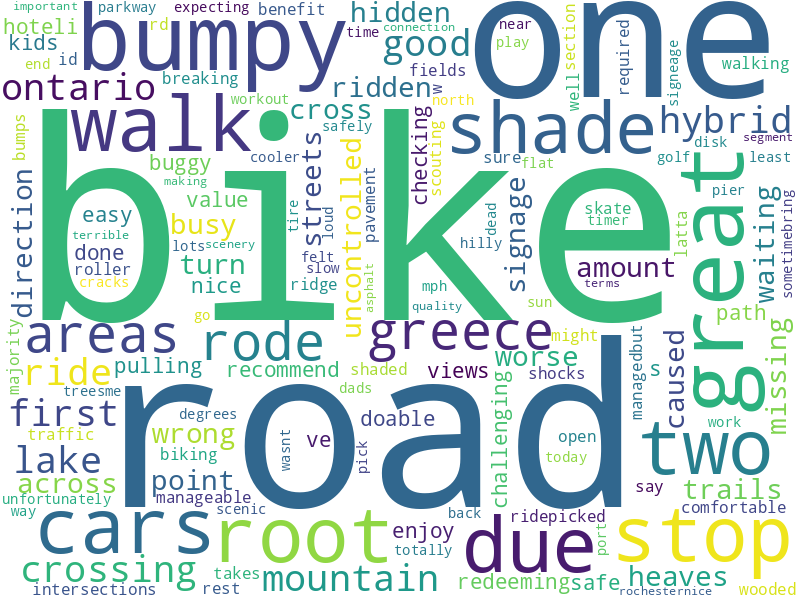 important parkway expecting benefit hidden one near
hoteli rd time connection good play
kids id bumpy fields required walking
end breaking ridden w well section signeage
ontario workout cross safely north hybrid
bumps walk shade segment
buggy cooler streets checking scouting sure flat golf disk least
direction value pavement signage great pier
easy busy bike uncontrolled skate timer latta waiting sometimebring
terrible done lots scenery tire loud felt hilly dead
roller turn slow amount
cracks nice ridge mph terms
making asphalt quality sun path
go
majority areas rode greece might missing
ride pulling recommend shaded views worse shocks s caused managedbut
treesme dads challenging
first degrees road doable open work
traffic wrong ve two
lake biking wasnt pick today
across point say trails
unfortunately manageable scenic back ridepicked comfortable
way cars root enjoy due port stop
crossing takes totally
intersections rest mountain redeeming safe heaves wooded
rochesternice